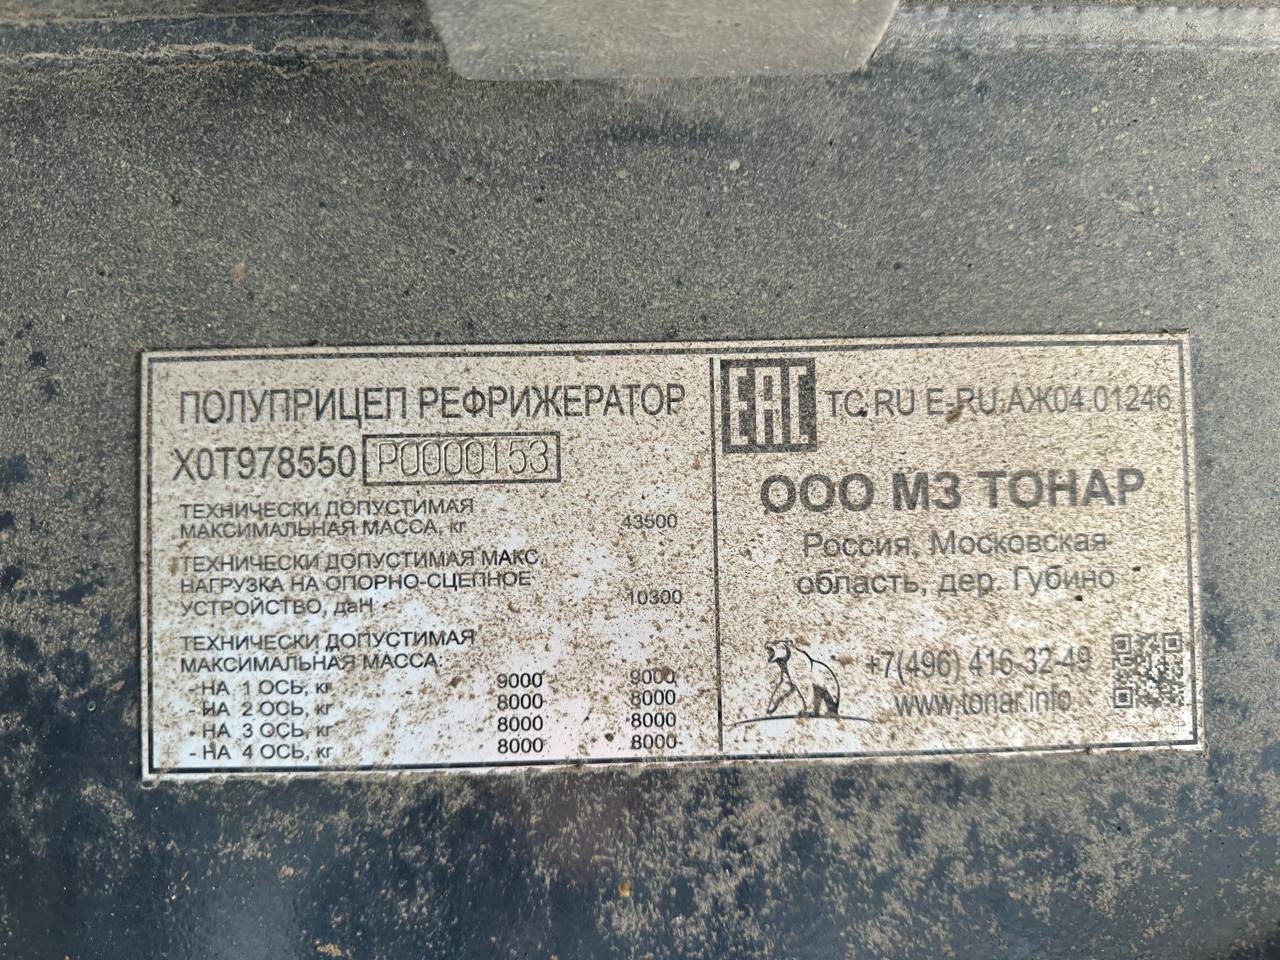 ПОЛУПРИЦЕП РЕФРИЖЕРАТОР
X0T978550 P0000153
ТЕХНИЧЕСКИ ДОПУСТИМАЯ
МАКСИМАЛЬНАЯ МАССА, кг 43500
ТЕХНИЧЕСКИ ДОПУСТИМАЯ МАКС.
НАГРУЗКА НА ОПОРНО-СЦЕПНОЕ
УСТРОЙСТВО, даН 10300
ТЕХНИЧЕСКИ ДОПУСТИМАЯ
МАКСИМАЛЬНАЯ МАССА:
- НА 1 ОСЬ, кг 9000 9000
- НА 2 ОСЬ, кг 8000 8000
- НА 3 ОСЬ, кг 8000 8000
- НА 4 ОСЬ, кг 8000 8000
EAC TC RU E-RU.АЖ04.01246
ООО МЗ ТОНАР
Россия, Московская
область, дер. Губино
+7(496) 416-32-49
www.tonar.info